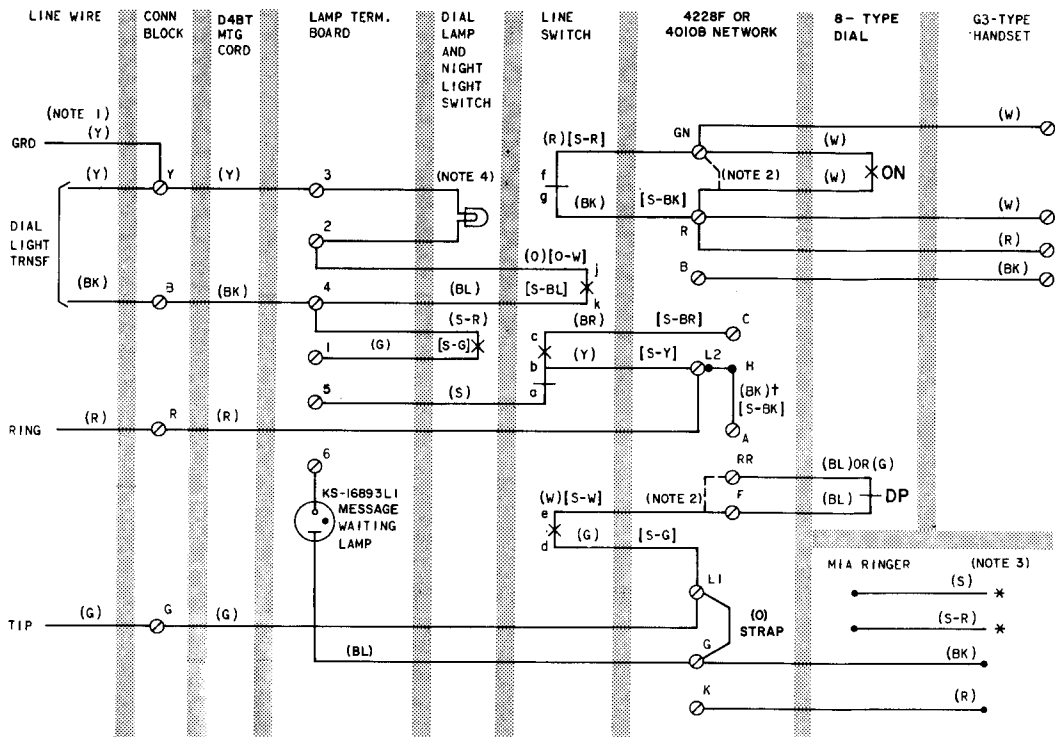 LINE WIRE
CONN
BLOCK
D4BT
MTG
CORD
LAMP TERM.
BOARD
DIAL
LAMP
AND
NIGHT
LIGHT
SWITCH
LINE
SWITCH
4228F OR
4010B NETWORK
8- TYPE
DIAL
G3-TYPE
HANDSET
(NOTE 1)
(Y)
GRD
(Y)
Y
(Y)
3
(NOTE 4)
DIAL
LIGHT
TRNSF
2
(O)[O-W]
j
(BK)
B
(BK)
4
(BL)
[S-BL]
k
(S-R)
1
(G)
[S-G]
5
(S)
(R)[S-R]
f
g
(BK)
[S-BK]
GN
(NOTE 2)
R
B
(W)
(W)
(W)
ON
(W)
(R)
(BK)
(BR)
[S-BR]
C
c
b
(Y)
[S-Y]
L2
H
a
(BK)†
[S-BK]
A
RING
(R)
R
(R)
6
KS-16893L1
MESSAGE
WAITING
LAMP
RR
(BL)OR(G)
(W)[S-W]
(NOTE 2)
F
(BL)
DP
e
d
(G)
[S-G]
L1
(O)
STRAP
M1A RINGER
(NOTE 3)
(S)
*
(S-R)
*
TIP
(G)
G
(G)
(BL)
G
(BK)
K
(R)